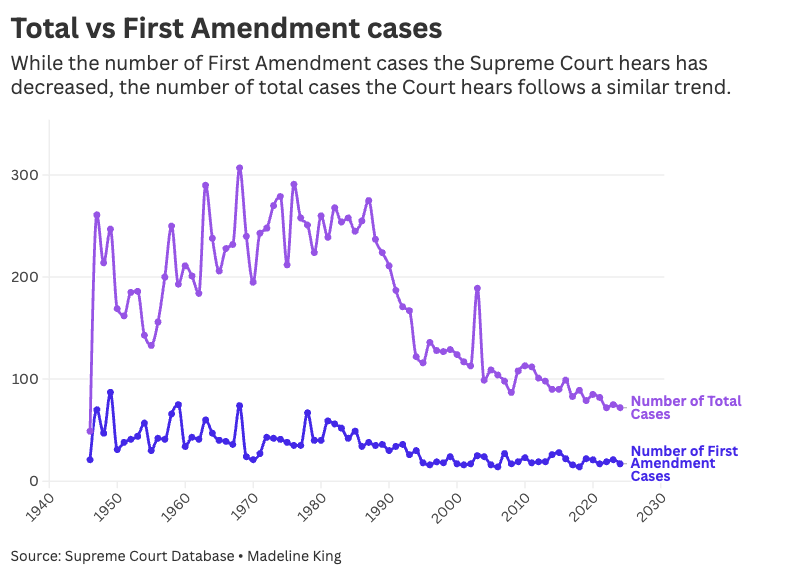 Total vs First Amendment cases
While the number of First Amendment cases the Supreme Court hears has
decreased, the number of total cases the Court hears follows a similar trend.
300
200
100
0
Number of Total
Cases
Number of First
Amendment
Cases
1940
1950
1960
1970
1980
1990
2000
2010
2020
2030
Source: Supreme Court Database • Madeline King